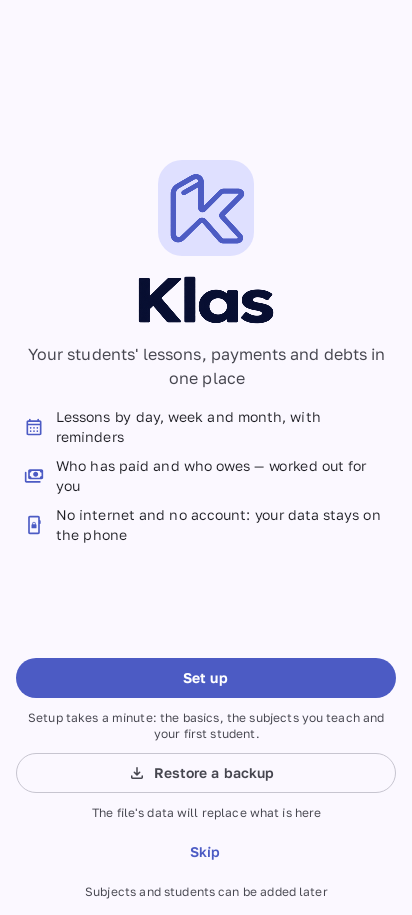 Klas
Your students' lessons, payments and debts in
one place
Lessons by day, week and month, with
reminders
Who has paid and who owes — worked out for
you
No internet and no account: your data stays on
the phone
Set up
Setup takes a minute: the basics, the subjects you teach and
your first student.
Restore a backup
The file's data will replace what is here
Skip
Subjects and students can be added later